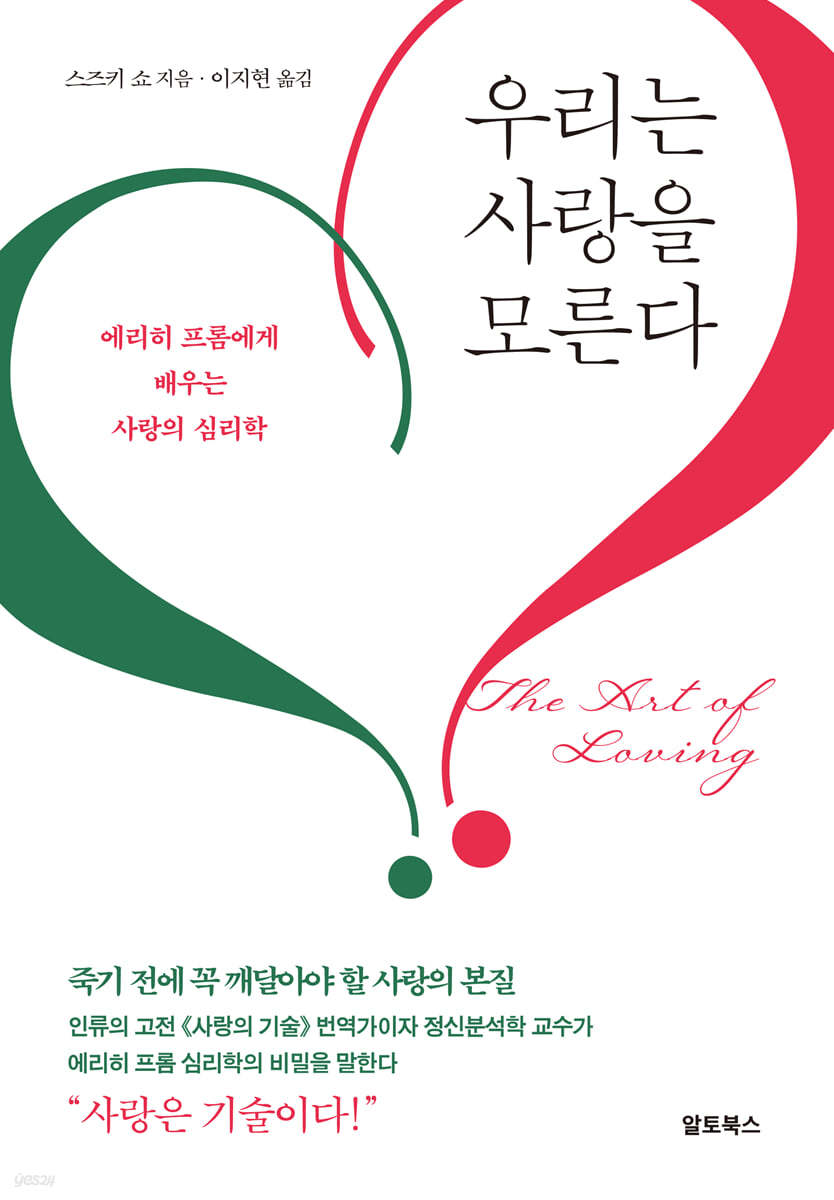 스즈키 쇼 지음 · 이지현 옮김
우리는
사랑을
모른다
에리히 프롬에게
배우는
사랑의 심리학
The Art of
Loving
죽기 전에 꼭 깨달아야 할 사랑의 본질
인류의 고전 《사랑의 기술》 번역가이자 정신분석학 교수가
에리히 프롬 심리학의 비밀을 말한다
“사랑은 기술이다!”
알토북스
yes24